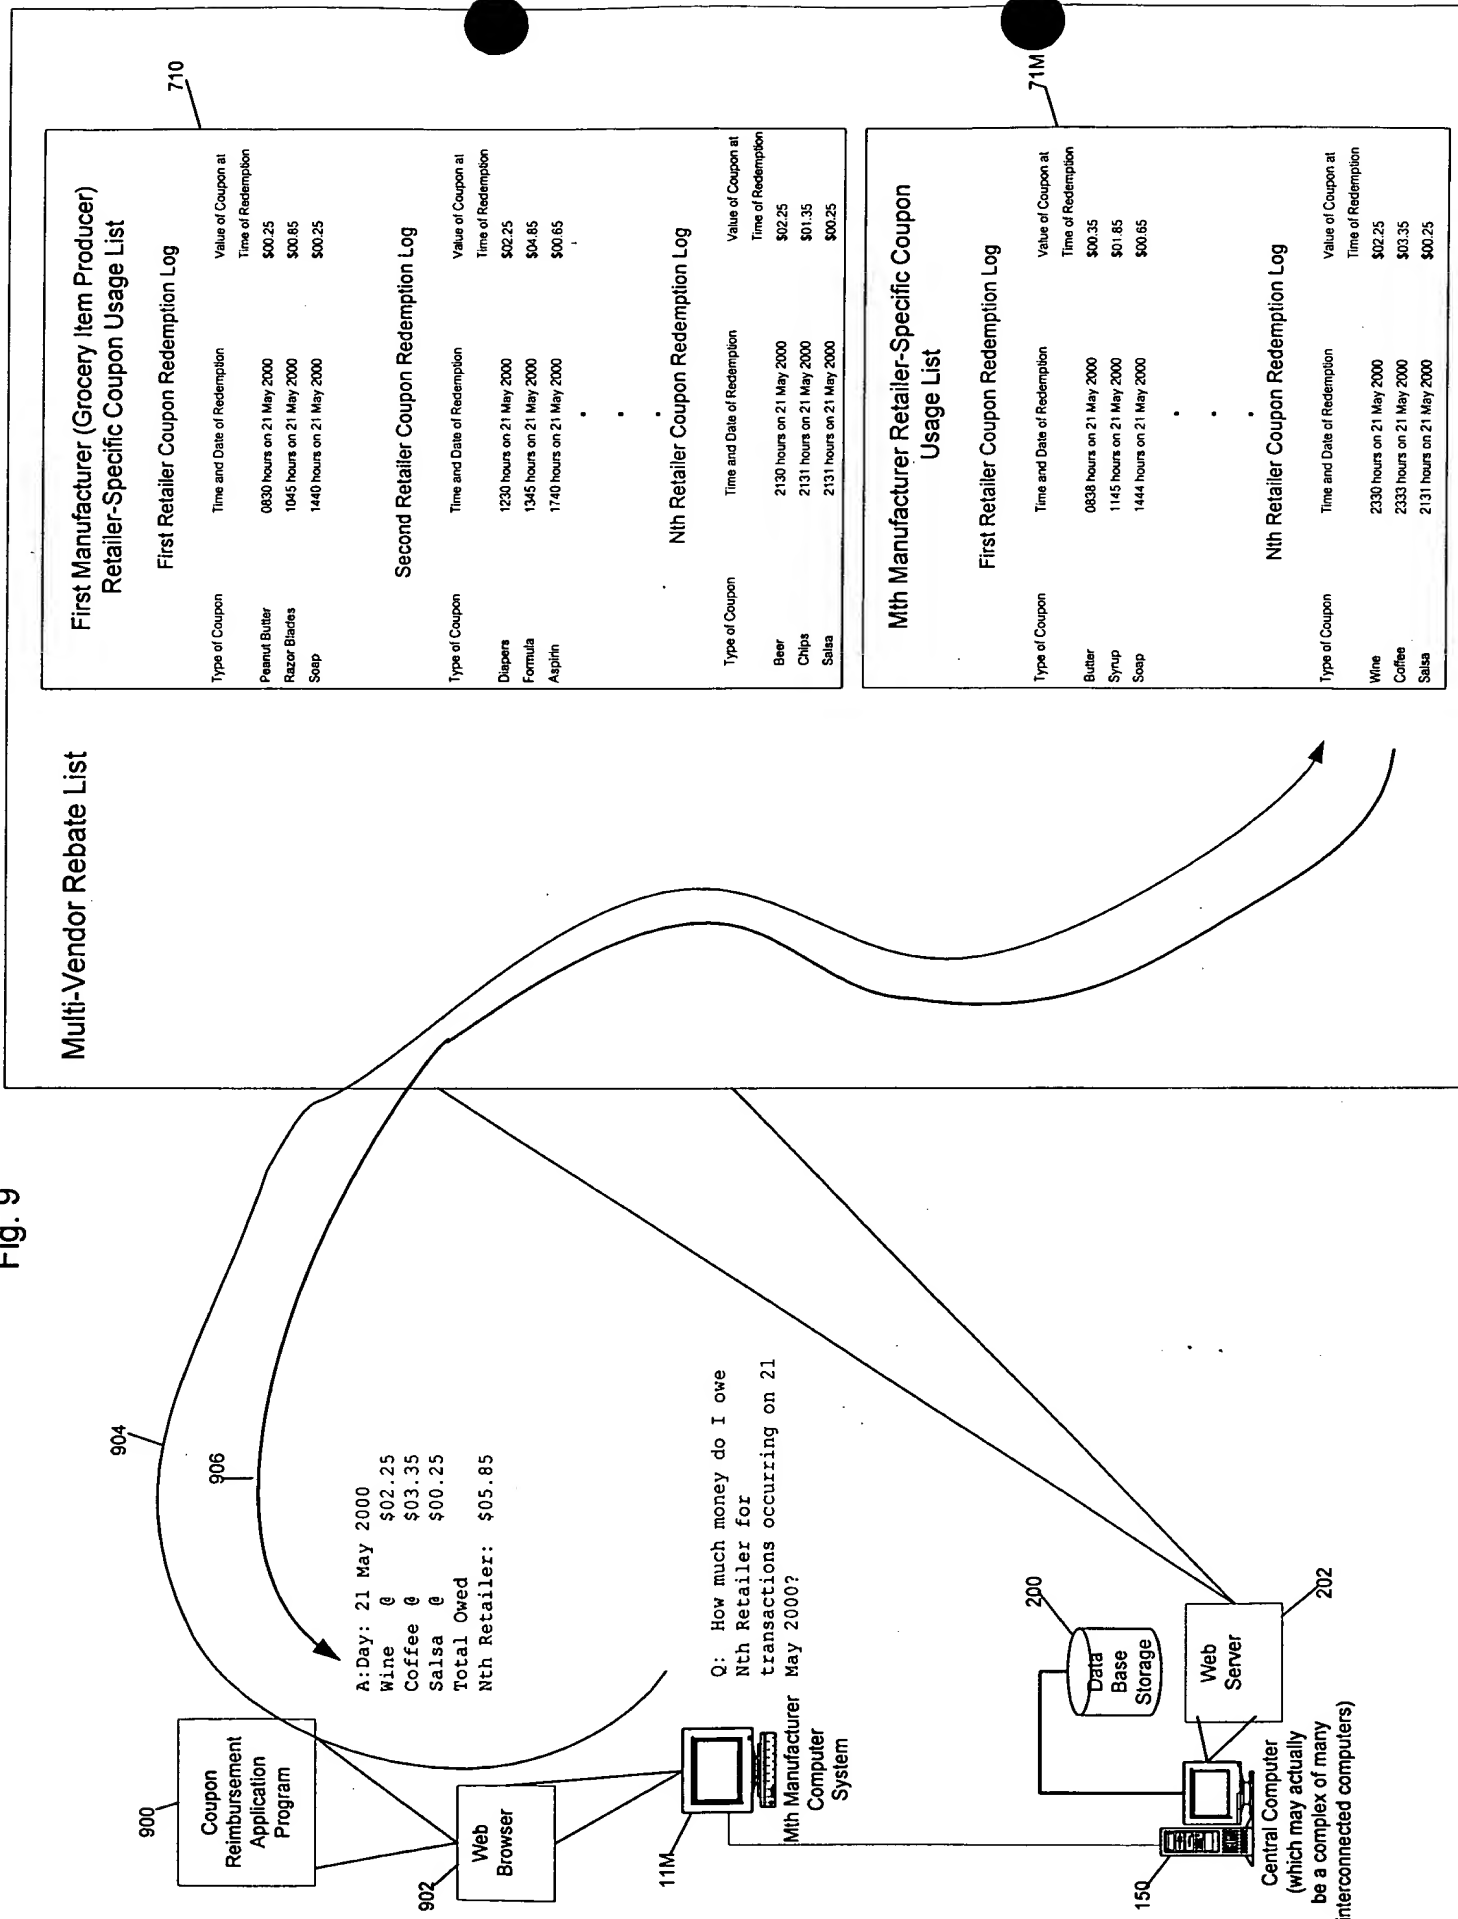 Fig. 9
Multi-Vendor Rebate List
First Manufacturer (Grocery Item Producer)
Retailer-Specific Coupon Usage List
710
First Retailer Coupon Redemption Log
Type of Coupon Time and Date of Redemption Value of Coupon at
Time of Redemption
Peanut Butter 0830 hours on 21 May 2000 $00.25
Razor Blades 1045 hours on 21 May 2000 $00.85
Soap 1440 hours on 21 May 2000 $00.25
Second Retailer Coupon Redemption Log
Type of Coupon Time and Date of Redemption Value of Coupon at
Time of Redemption
Diapers 1230 hours on 21 May 2000 $02.25
Formula 1345 hours on 21 May 2000 $04.85
Aspirin 1740 hours on 21 May 2000 $00.65
Nth Retailer Coupon Redemption Log
Type of Coupon Time and Date of Redemption Value of Coupon at
Time of Redemption
Beer 2130 hours on 21 May 2000 $02.25
Chips 2131 hours on 21 May 2000 $01.35
Salsa 2131 hours on 21 May 2000 $00.25
Mth Manufacturer Retailer-Specific Coupon
Usage List
71M
First Retailer Coupon Redemption Log
Type of Coupon Time and Date of Redemption Value of Coupon at
Time of Redemption
Butter 0838 hours on 21 May 2000 $00.35
Syrup 1145 hours on 21 May 2000 $01.85
Soap 1444 hours on 21 May 2000 $00.65
Nth Retailer Coupon Redemption Log
Type of Coupon Time and Date of Redemption Value of Coupon at
Time of Redemption
Wine 2330 hours on 21 May 2000 $02.25
Coffee 2333 hours on 21 May 2000 $03.35
Salsa 2131 hours on 21 May 2000 $00.25
904
906
900
Coupon
Reimbursement
Application
Program
A:Day: 21 May 2000
Wine @ $02.25
Coffee @ $03.35
Salsa @ $00.25
Total Owed
Nth Retailer: $05.85
902
Web
Browser
Q: How much money do I owe
Nth Retailer for
transactions occurring on 21
May 2000?
11M
Mth Manufacturer
Computer
System
200
Data
Base
Storage
202
Web
Server
150
Central Computer
(which may actually
be a complex of many
interconnected computers)